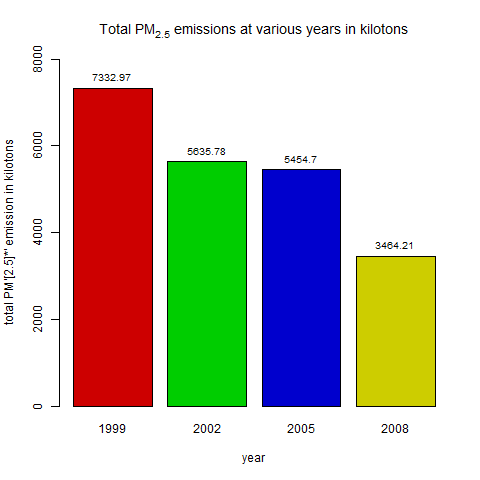 Total PM2.5 emissions at various years in kilotons
total PM'[2.5]*' emission in kilotons
8000
6000
4000
2000
0
7332.97
5635.78
5454.7
3464.21
1999 2002 2005 2008
year